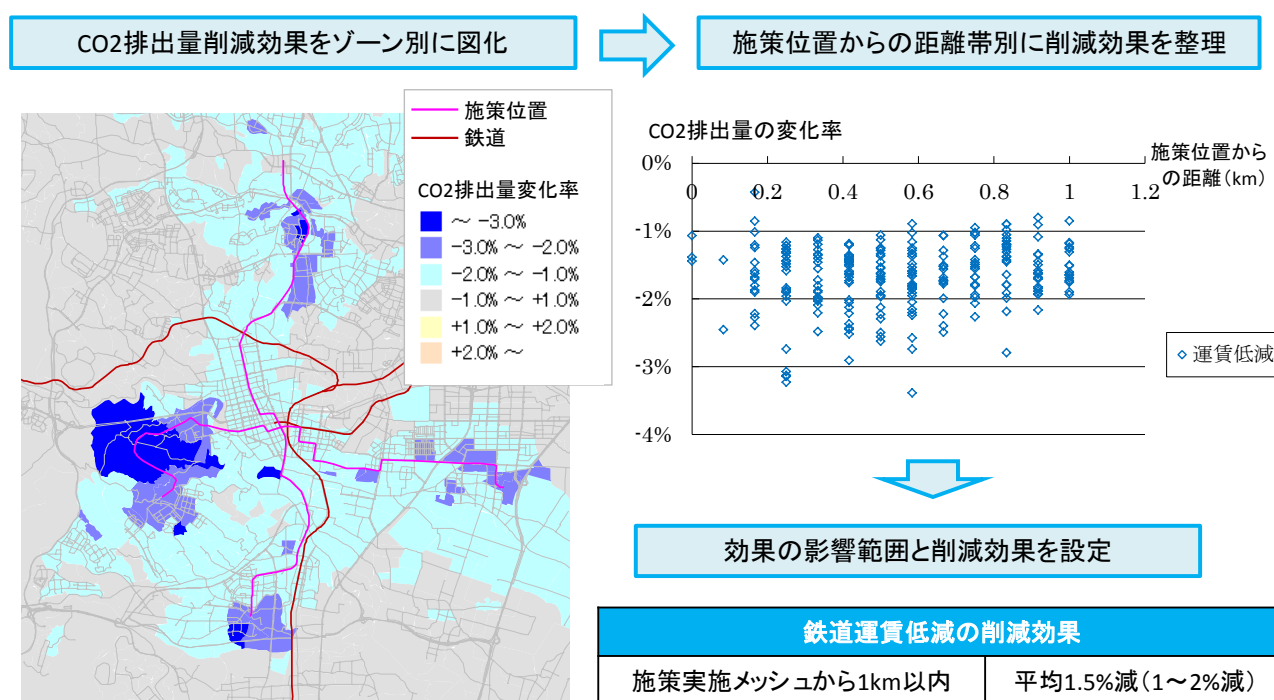 CO2排出量削減効果をゾーン別に図化
施策位置からの距離帯別に削減効果を整理
施策位置
鉄道
CO2排出量変化率
～ -3.0%
-3.0% ～ -2.0%
-2.0% ～ -1.0%
-1.0% ～ +1.0%
+1.0% ～ +2.0%
+2.0% ～
CO2排出量の変化率
施策位置から
の距離(km)
0%
0 0.2 0.4 0.6 0.8 1 1.2
-1%
-2%
-3%
-4%
運賃低減
効果の影響範囲と削減効果を設定
鉄道運賃低減の削減効果
施策実施メッシュから1km以内 平均1.5%減(1～2%減)